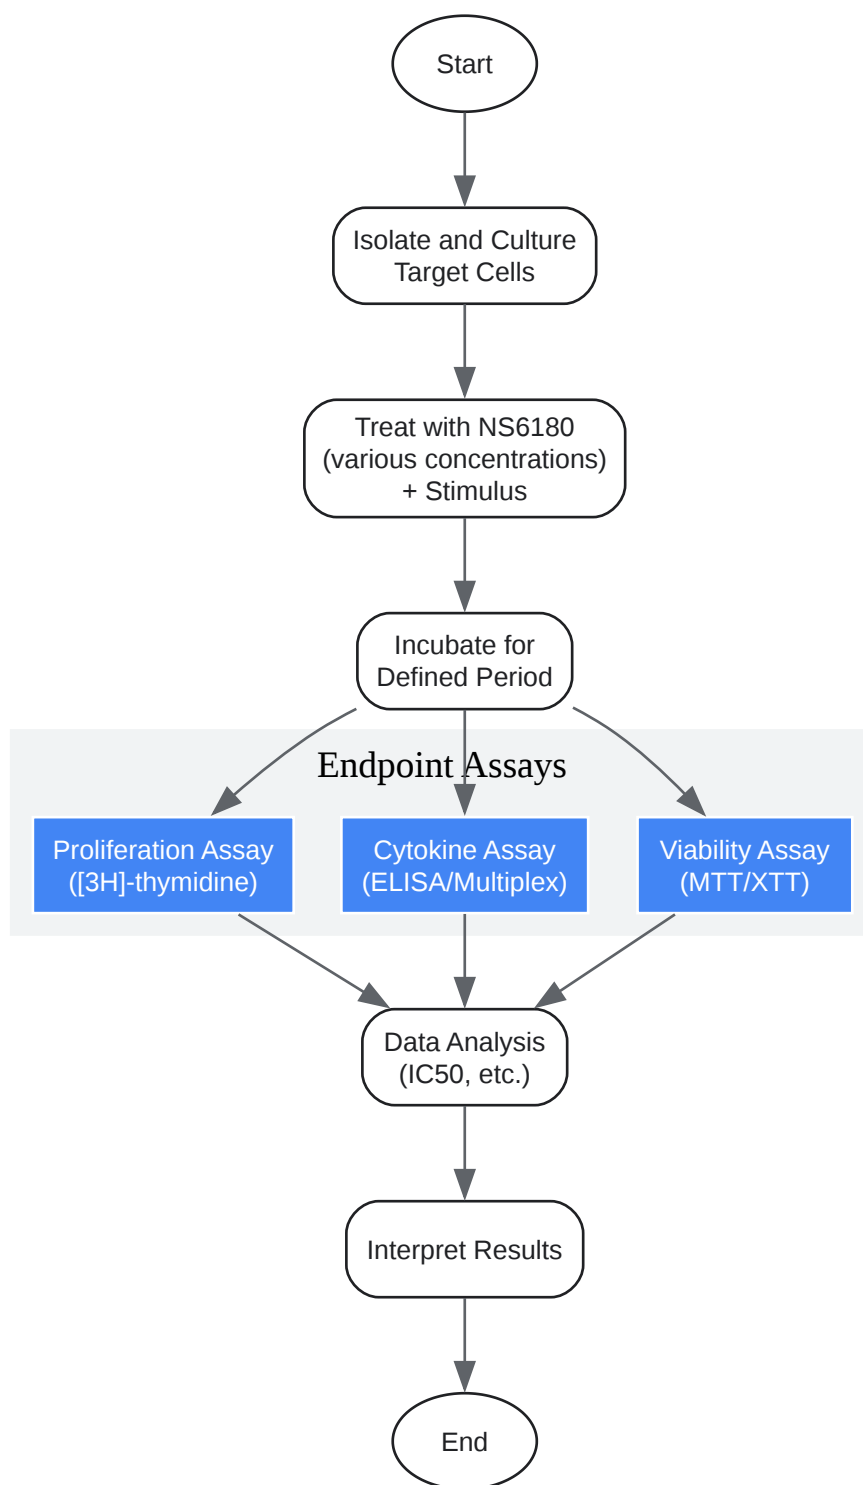 Start
Isolate and Culture
Target Cells
Treat with NS6180
(various concentrations)
+ Stimulus
Incubate for
Defined Period
Endpoint Assays
Proliferation Assay
([3H]-thymidine)
Cytokine Assay
(ELISA/Multiplex)
Viability Assay
(MTT/XTT)
Data Analysis
(IC50, etc.)
Interpret Results
End